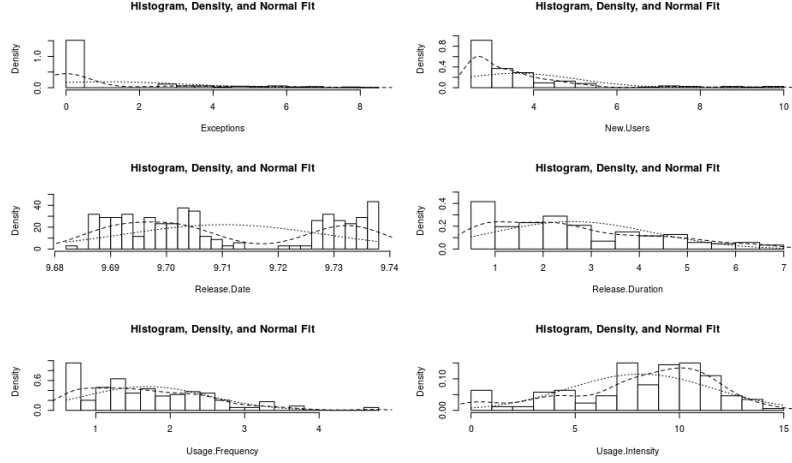 Histogram, Density, and Normal Fit
Density
0.0 1.0
0 2 4 6 8
Exceptions
Histogram, Density, and Normal Fit
Density
0.0 0.4 0.8
4 6 8 10
New.Users
Histogram, Density, and Normal Fit
Density
0 20 40
9.68 9.69 9.70 9.71 9.72 9.73 9.74
Release.Date
Histogram, Density, and Normal Fit
Density
0.0 0.2 0.4
1 2 3 4 5 6 7
Release.Duration
Histogram, Density, and Normal Fit
Density
0.0 0.6
1 2 3 4
Usage.Frequency
Histogram, Density, and Normal Fit
Density
0.00 0.10
0 5 10 15
Usage.Intensity